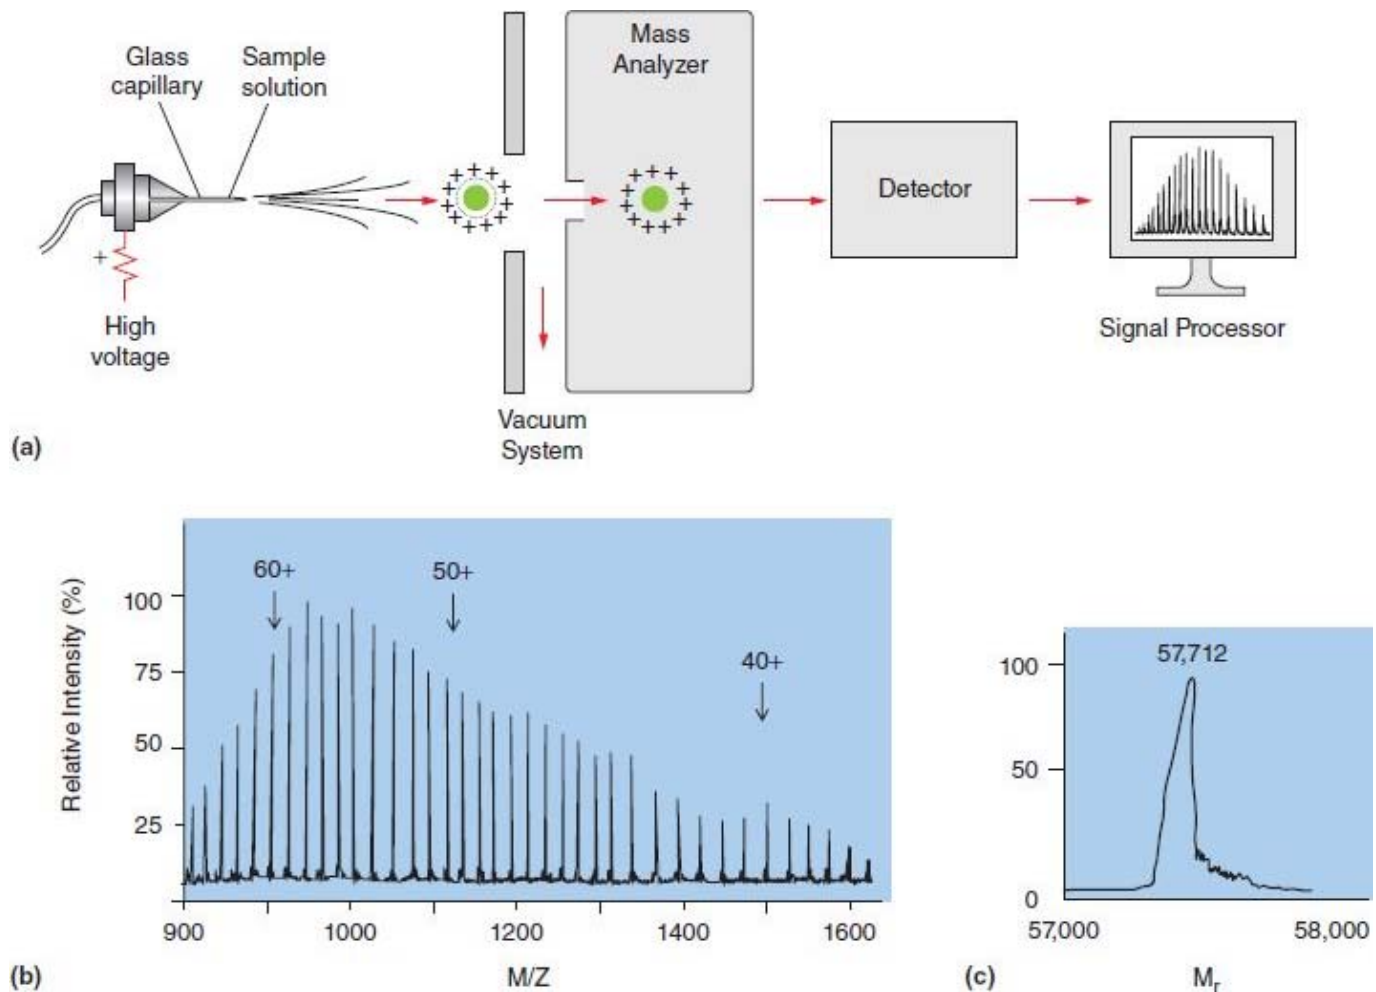 Glass
capillary
Sample
solution
+
High
voltage
+ + + + + + + + + + +
Vacuum
System
Mass
Analyzer
+ + + + + + + + + + +
Detector
Signal Processor
(a)
Relative Intensity (%)
100
75
50
25
60+
50+
40+
900
1000
1200
1400
1600
M/Z
(b)
100
50
0
57,712
57,000
58,000
Mᵣ
(c)